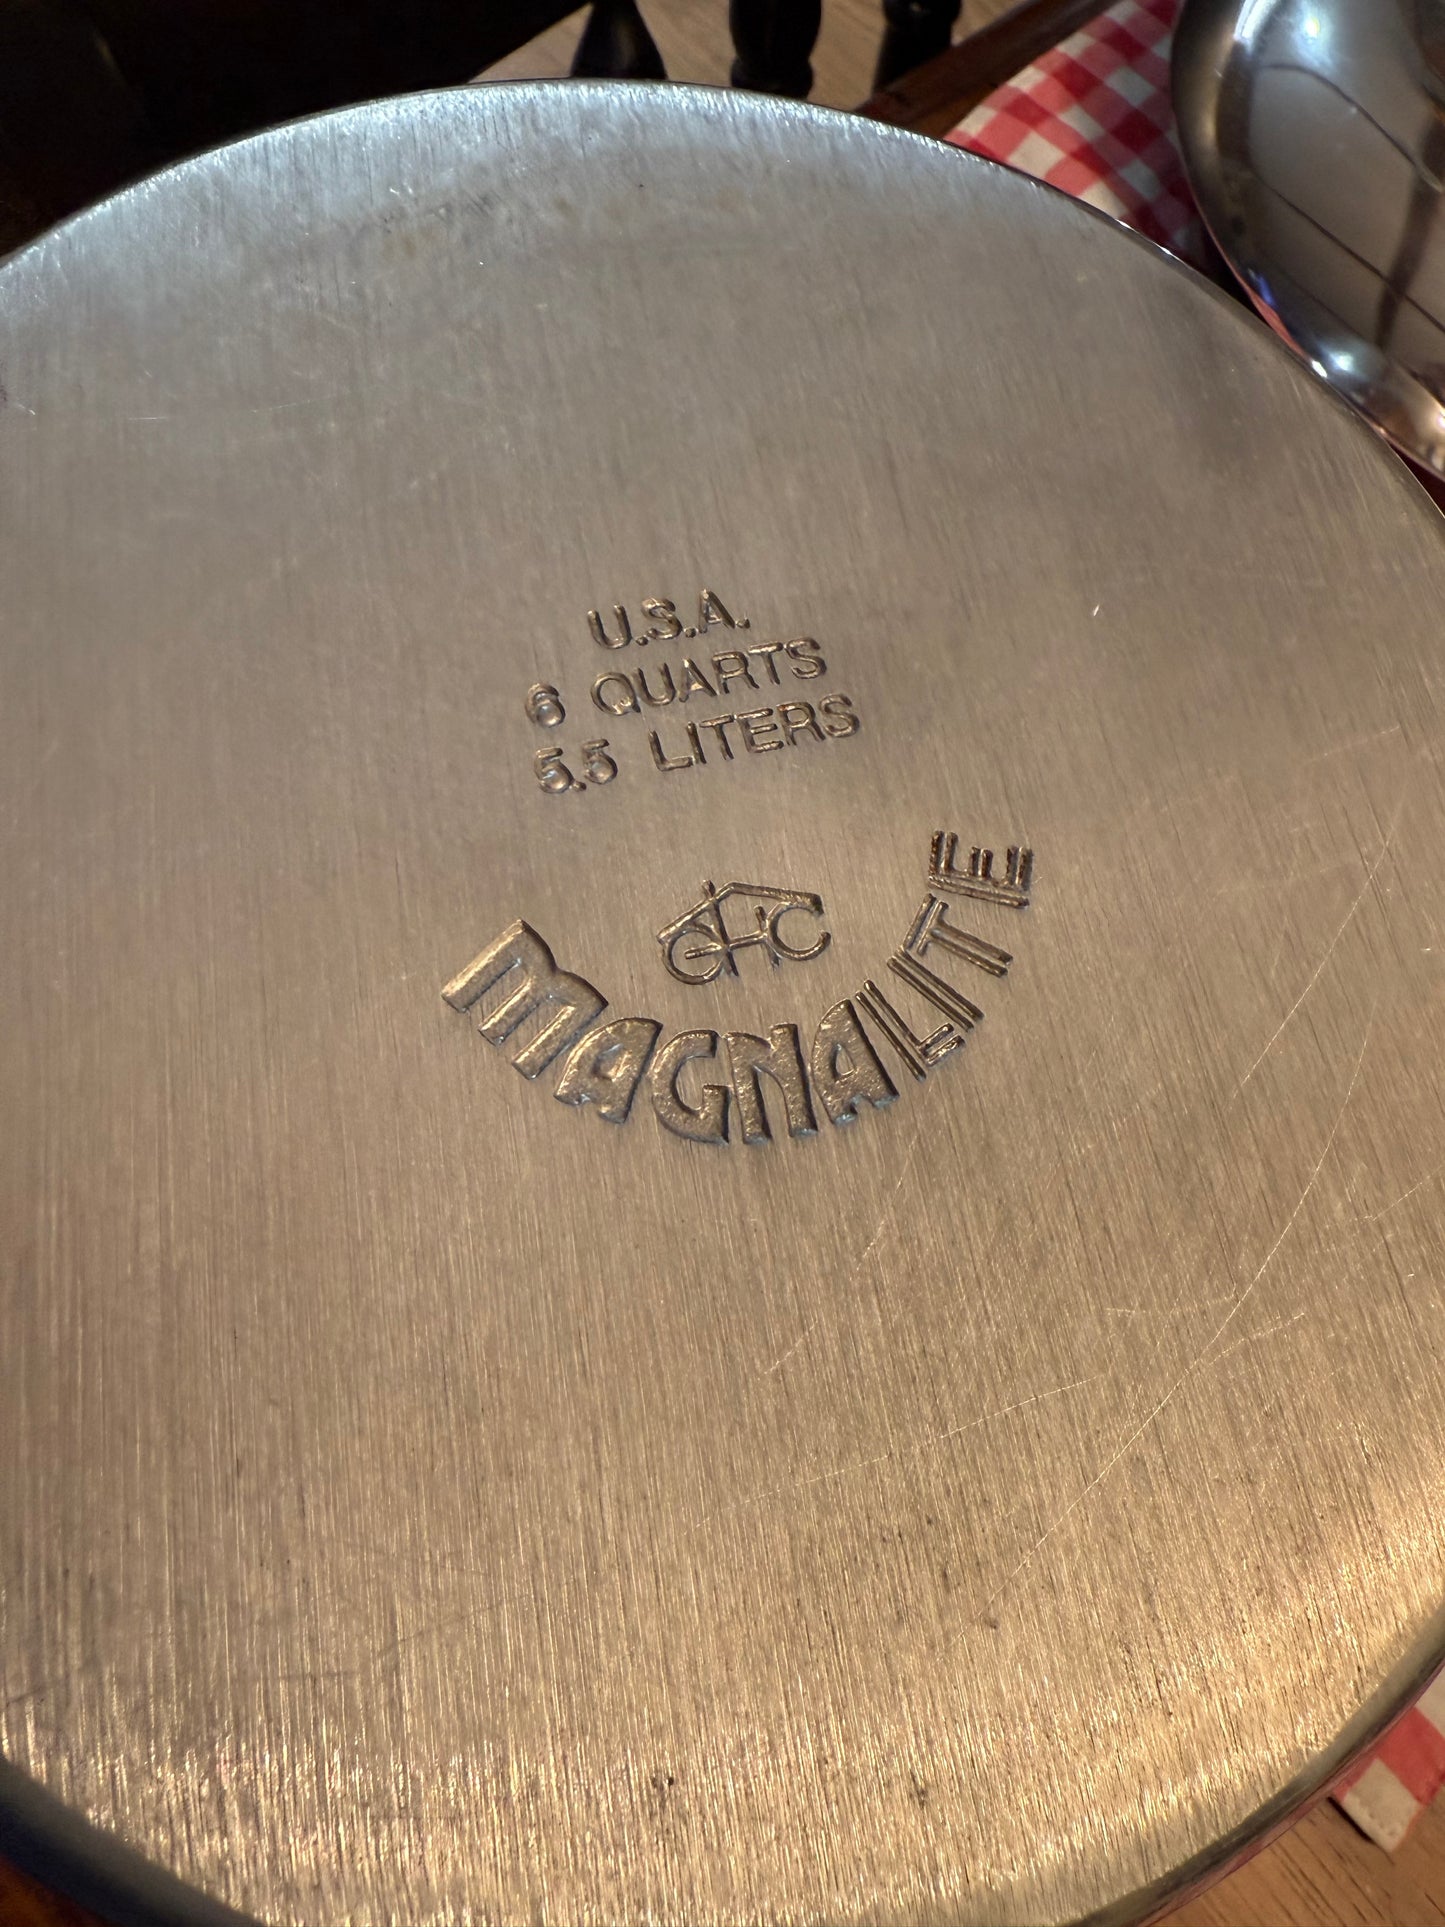 U.S.A.
6 QUARTS
5.5 LITERS
GHC
MAGNALITE